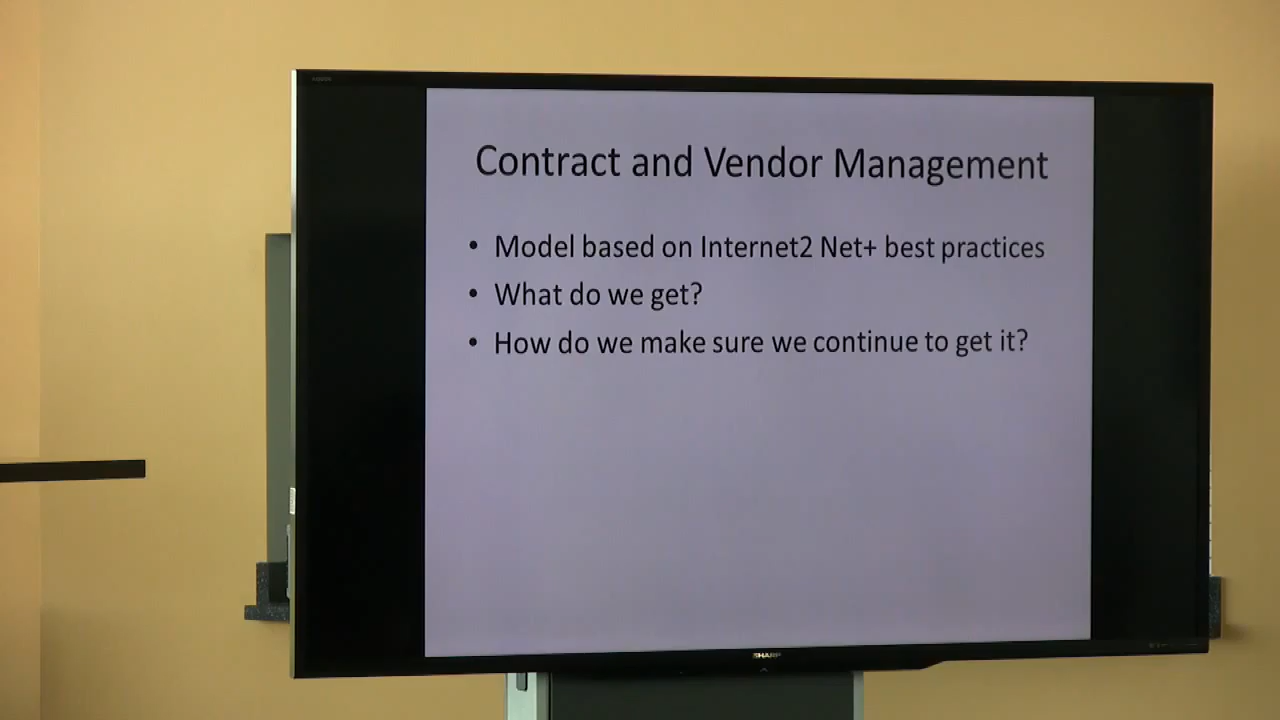 Contract and Vendor Management
• Model based on Internet2 Net+ best practices
• What do we get?
• How do we make sure we continue to get it?
SHARP